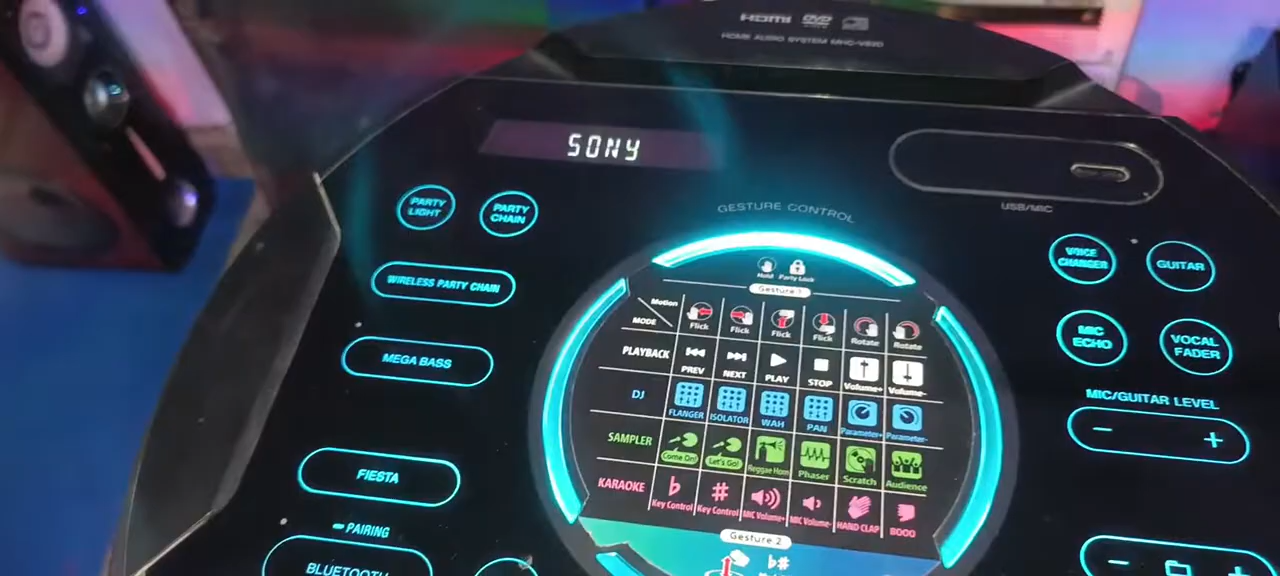 HDMI DVD
HOME AUDIO SYSTEM MHC-V82D
SONY
USB/MIC
PARTY LIGHT
PARTY CHAIN
GESTURE CONTROL
VOICE CHANGER
GUITAR
WIRELESS PARTY CHAIN
Hold
Party Lock
Gesture 1
Motion
MODE
Flick Flick Flick Flick Rotate Rotate
MIC ECHO
VOCAL FADER
MEGA BASS
PLAYBACK PREV NEXT PLAY STOP Volume+ Volume-
DJ FLANGER ISOLATOR WAH PAN Parameter+ Parameter-
MIC/GUITAR LEVEL
- +
SAMPLER Come On! Let's Go! Reggae Horn Phaser Scratch Audience
FIESTA
KARAOKE ♭ Key Control # Key Control MIC Volume+ MIC Volume- HAND CLAP BOOO
PAIRING
Gesture 2
♭#
BLUETOOTH
- +